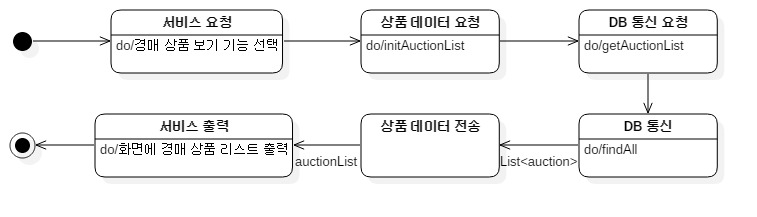 서비스 요청
do/경매 상품 보기 기능 선택
상품 데이터 요청
do/initAuctionList
DB 통신 요청
do/getAuctionList
서비스 출력
do/화면에 경매 상품 리스트 출력
auctionList
상품 데이터 전송
List<auction>
DB 통신
do/findAll